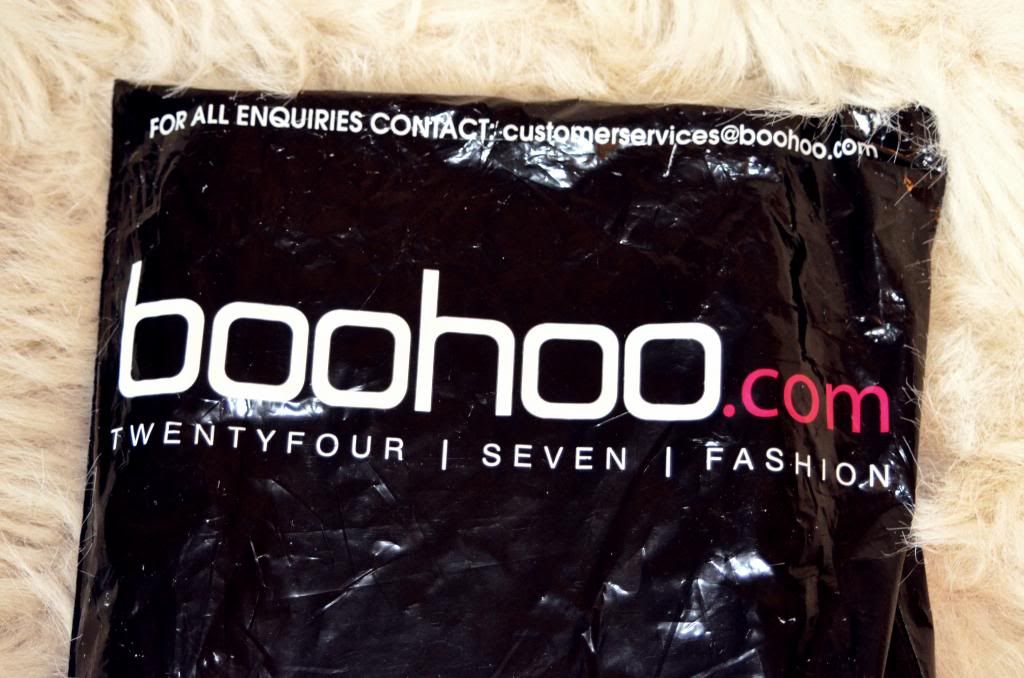 FOR ALL ENQUIRIES CONTACT: customerservices@boohoo.com
boohoo.com
TWENTYFOUR | SEVEN | FASHION